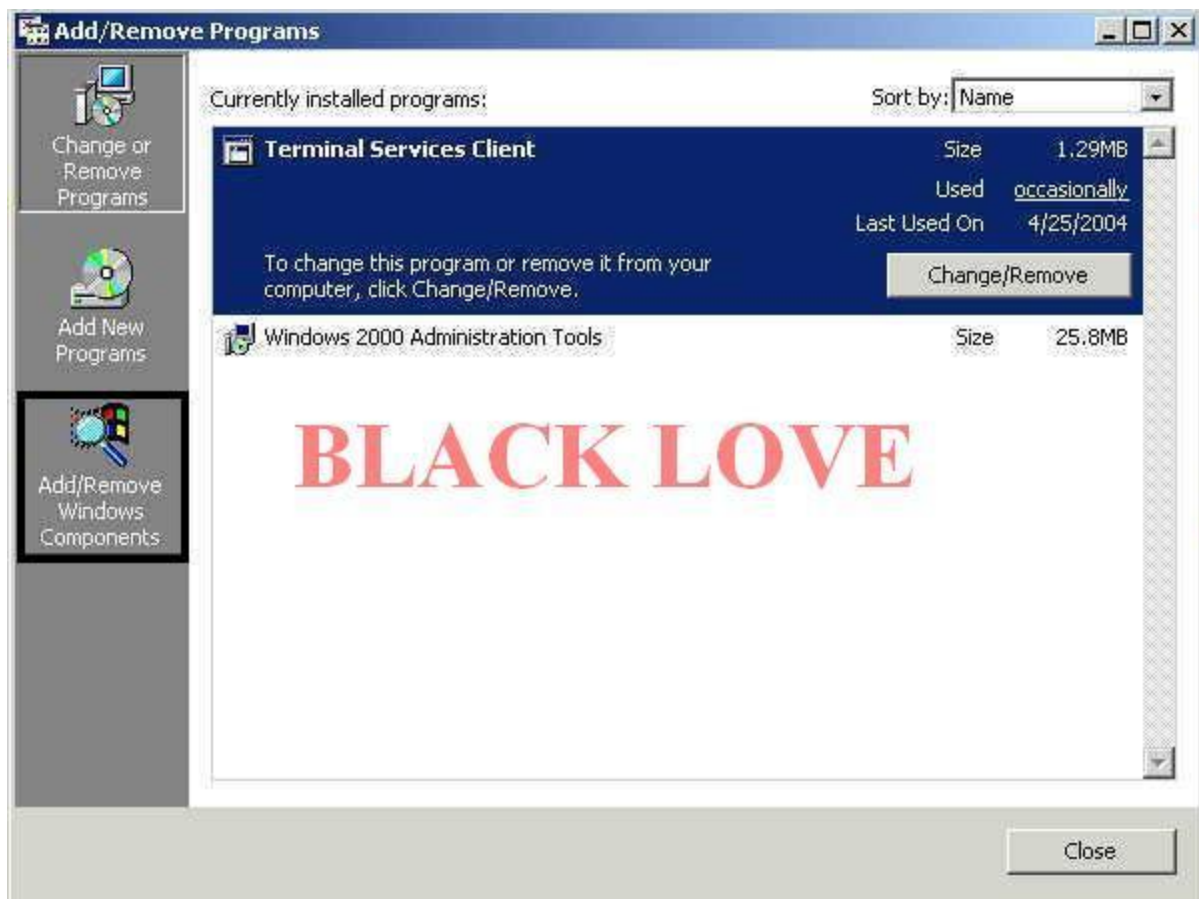 Add/Remove Programs
Change or
Remove
Programs
Add New
Programs
Add/Remove
Windows
Components
Currently installed programs:
Sort by: Name
Terminal Services Client
Size 1.29MB
Used occasionally
Last Used On 4/25/2004
To change this program or remove it from your
computer, click Change/Remove.
Change/Remove
Windows 2000 Administration Tools
Size 25.8MB
BLACK LOVE
Close